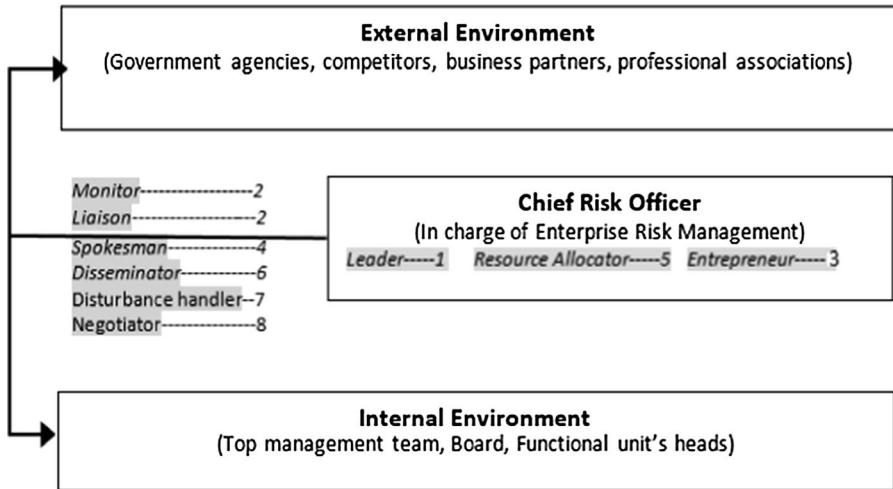 External Environment
(Government agencies, competitors, business partners, professional associations)
Monitor-----------------2
Liaison------------------2
Spokesman-------------4
Disseminator-----------6
Disturbance handler--7
Negotiator--------------8
Chief Risk Officer
(In charge of Enterprise Risk Management)
Leader-----1 Resource Allocator-----5 Entrepreneur----- 3
Internal Environment
(Top management team, Board, Functional unit's heads)